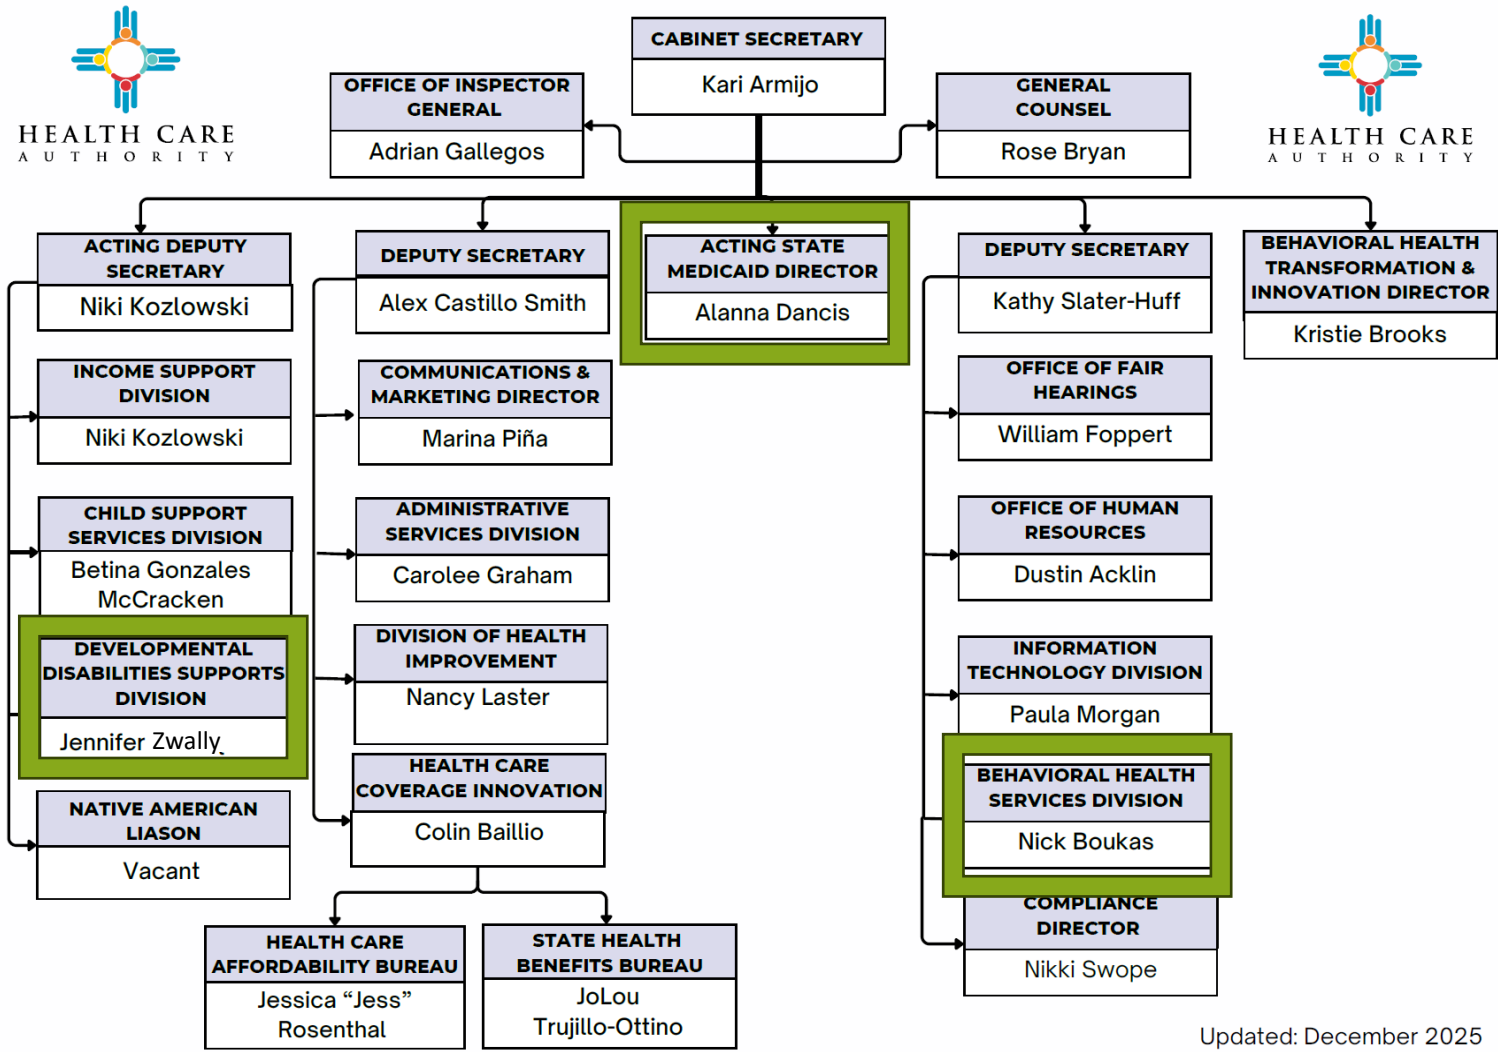 HEALTH CARE
AUTHORITY
CABINET SECRETARY
Kari Armijo
HEALTH CARE
AUTHORITY
OFFICE OF INSPECTOR
GENERAL
Adrian Gallegos
GENERAL
COUNSEL
Rose Bryan
ACTING DEPUTY
SECRETARY
Niki Kozlowski
INCOME SUPPORT
DIVISION
Niki Kozlowski
CHILD SUPPORT
SERVICES DIVISION
Betina Gonzales
McCracken
DEVELOPMENTAL
DISABILITIES SUPPORTS
DIVISION
Jennifer Zwally
NATIVE AMERICAN
LIASON
Vacant
DEPUTY SECRETARY
Alex Castillo Smith
COMMUNICATIONS &
MARKETING DIRECTOR
Marina Piña
ADMINISTRATIVE
SERVICES DIVISION
Carolee Graham
DIVISION OF HEALTH
IMPROVEMENT
Nancy Laster
HEALTH CARE
COVERAGE INNOVATION
Colin Baillio
HEALTH CARE
AFFORDABILITY BUREAU
Jessica “Jess”
Rosenthal
STATE HEALTH
BENEFITS BUREAU
JoLou
Trujillo-Ottino
ACTING STATE
MEDICAID DIRECTOR
Alanna Dancis
DEPUTY SECRETARY
Kathy Slater-Huff
OFFICE OF FAIR
HEARINGS
William Foppert
OFFICE OF HUMAN
RESOURCES
Dustin Acklin
INFORMATION
TECHNOLOGY DIVISION
Paula Morgan
BEHAVIORAL HEALTH
SERVICES DIVISION
Nick Boukas
COMPLIANCE
DIRECTOR
Nikki Swope
BEHAVIORAL HEALTH
TRANSFORMATION &
INNOVATION DIRECTOR
Kristie Brooks
Updated: December 2025